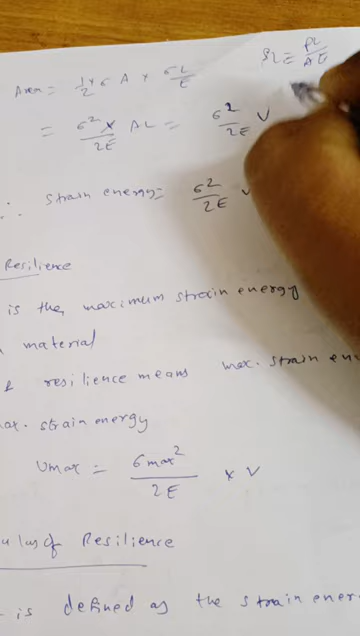 δL = PL/AE
Area = 1/2 × σ A × σL/E
= σ²/2E × AL = σ²/2E V
∴ strain energy = σ²/2E v
Resilience
is the maximum strain energy
material
resilience means max. strain en
strain energy
Umax = σmax²/2E × V
of Resilience
is defined as the strain ener